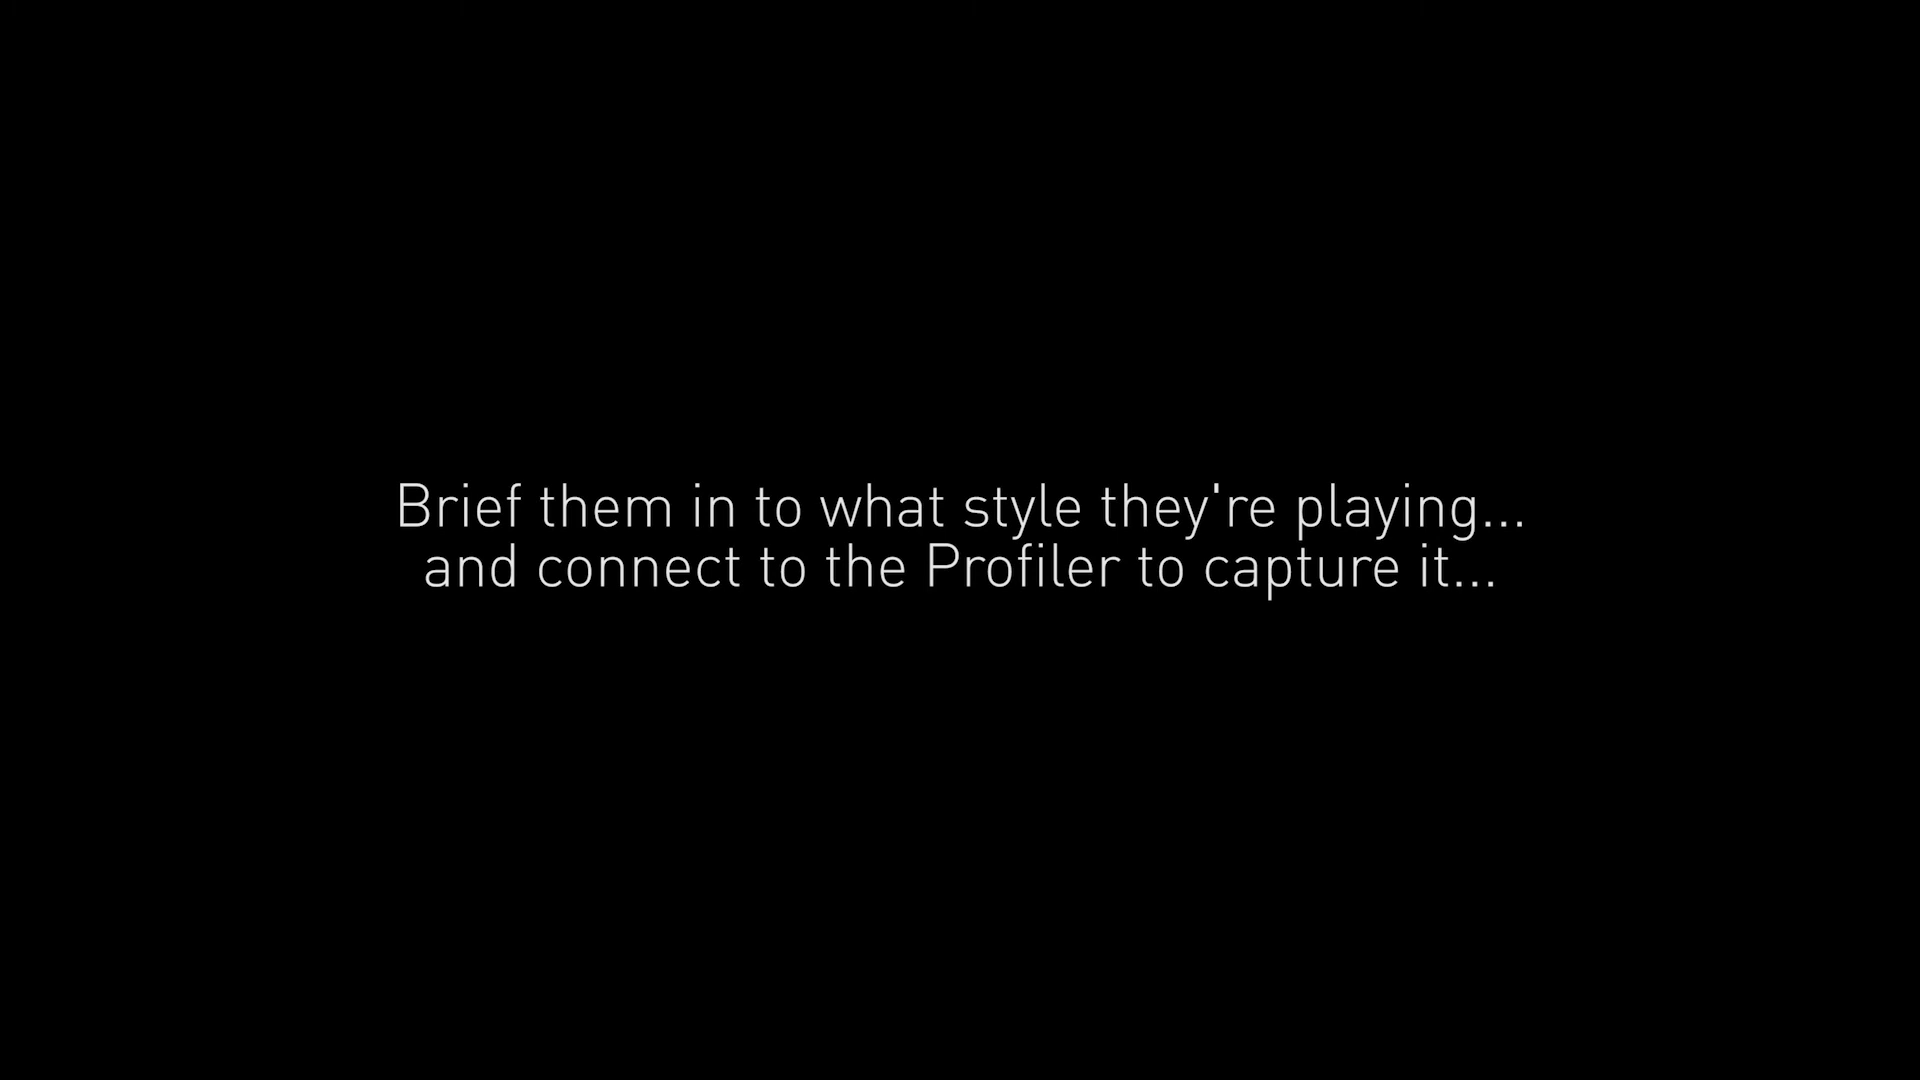 Brief them in to what style they're playing...
and connect to the Profiler to capture it...